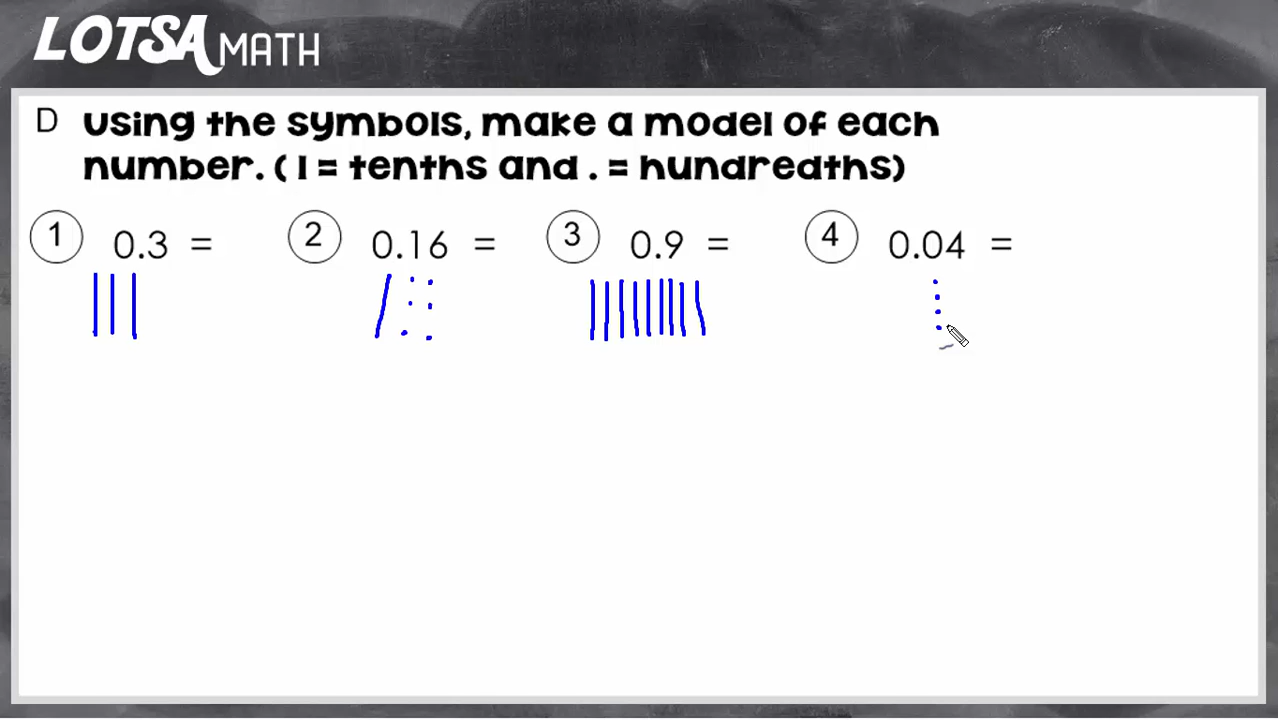 LOTSA MATH
D Using the symbols, make a model of each
number. ( l = tenths and . = hundredths)
1 0.3 = 2 0.16 = 3 0.9 = 4 0.04 =